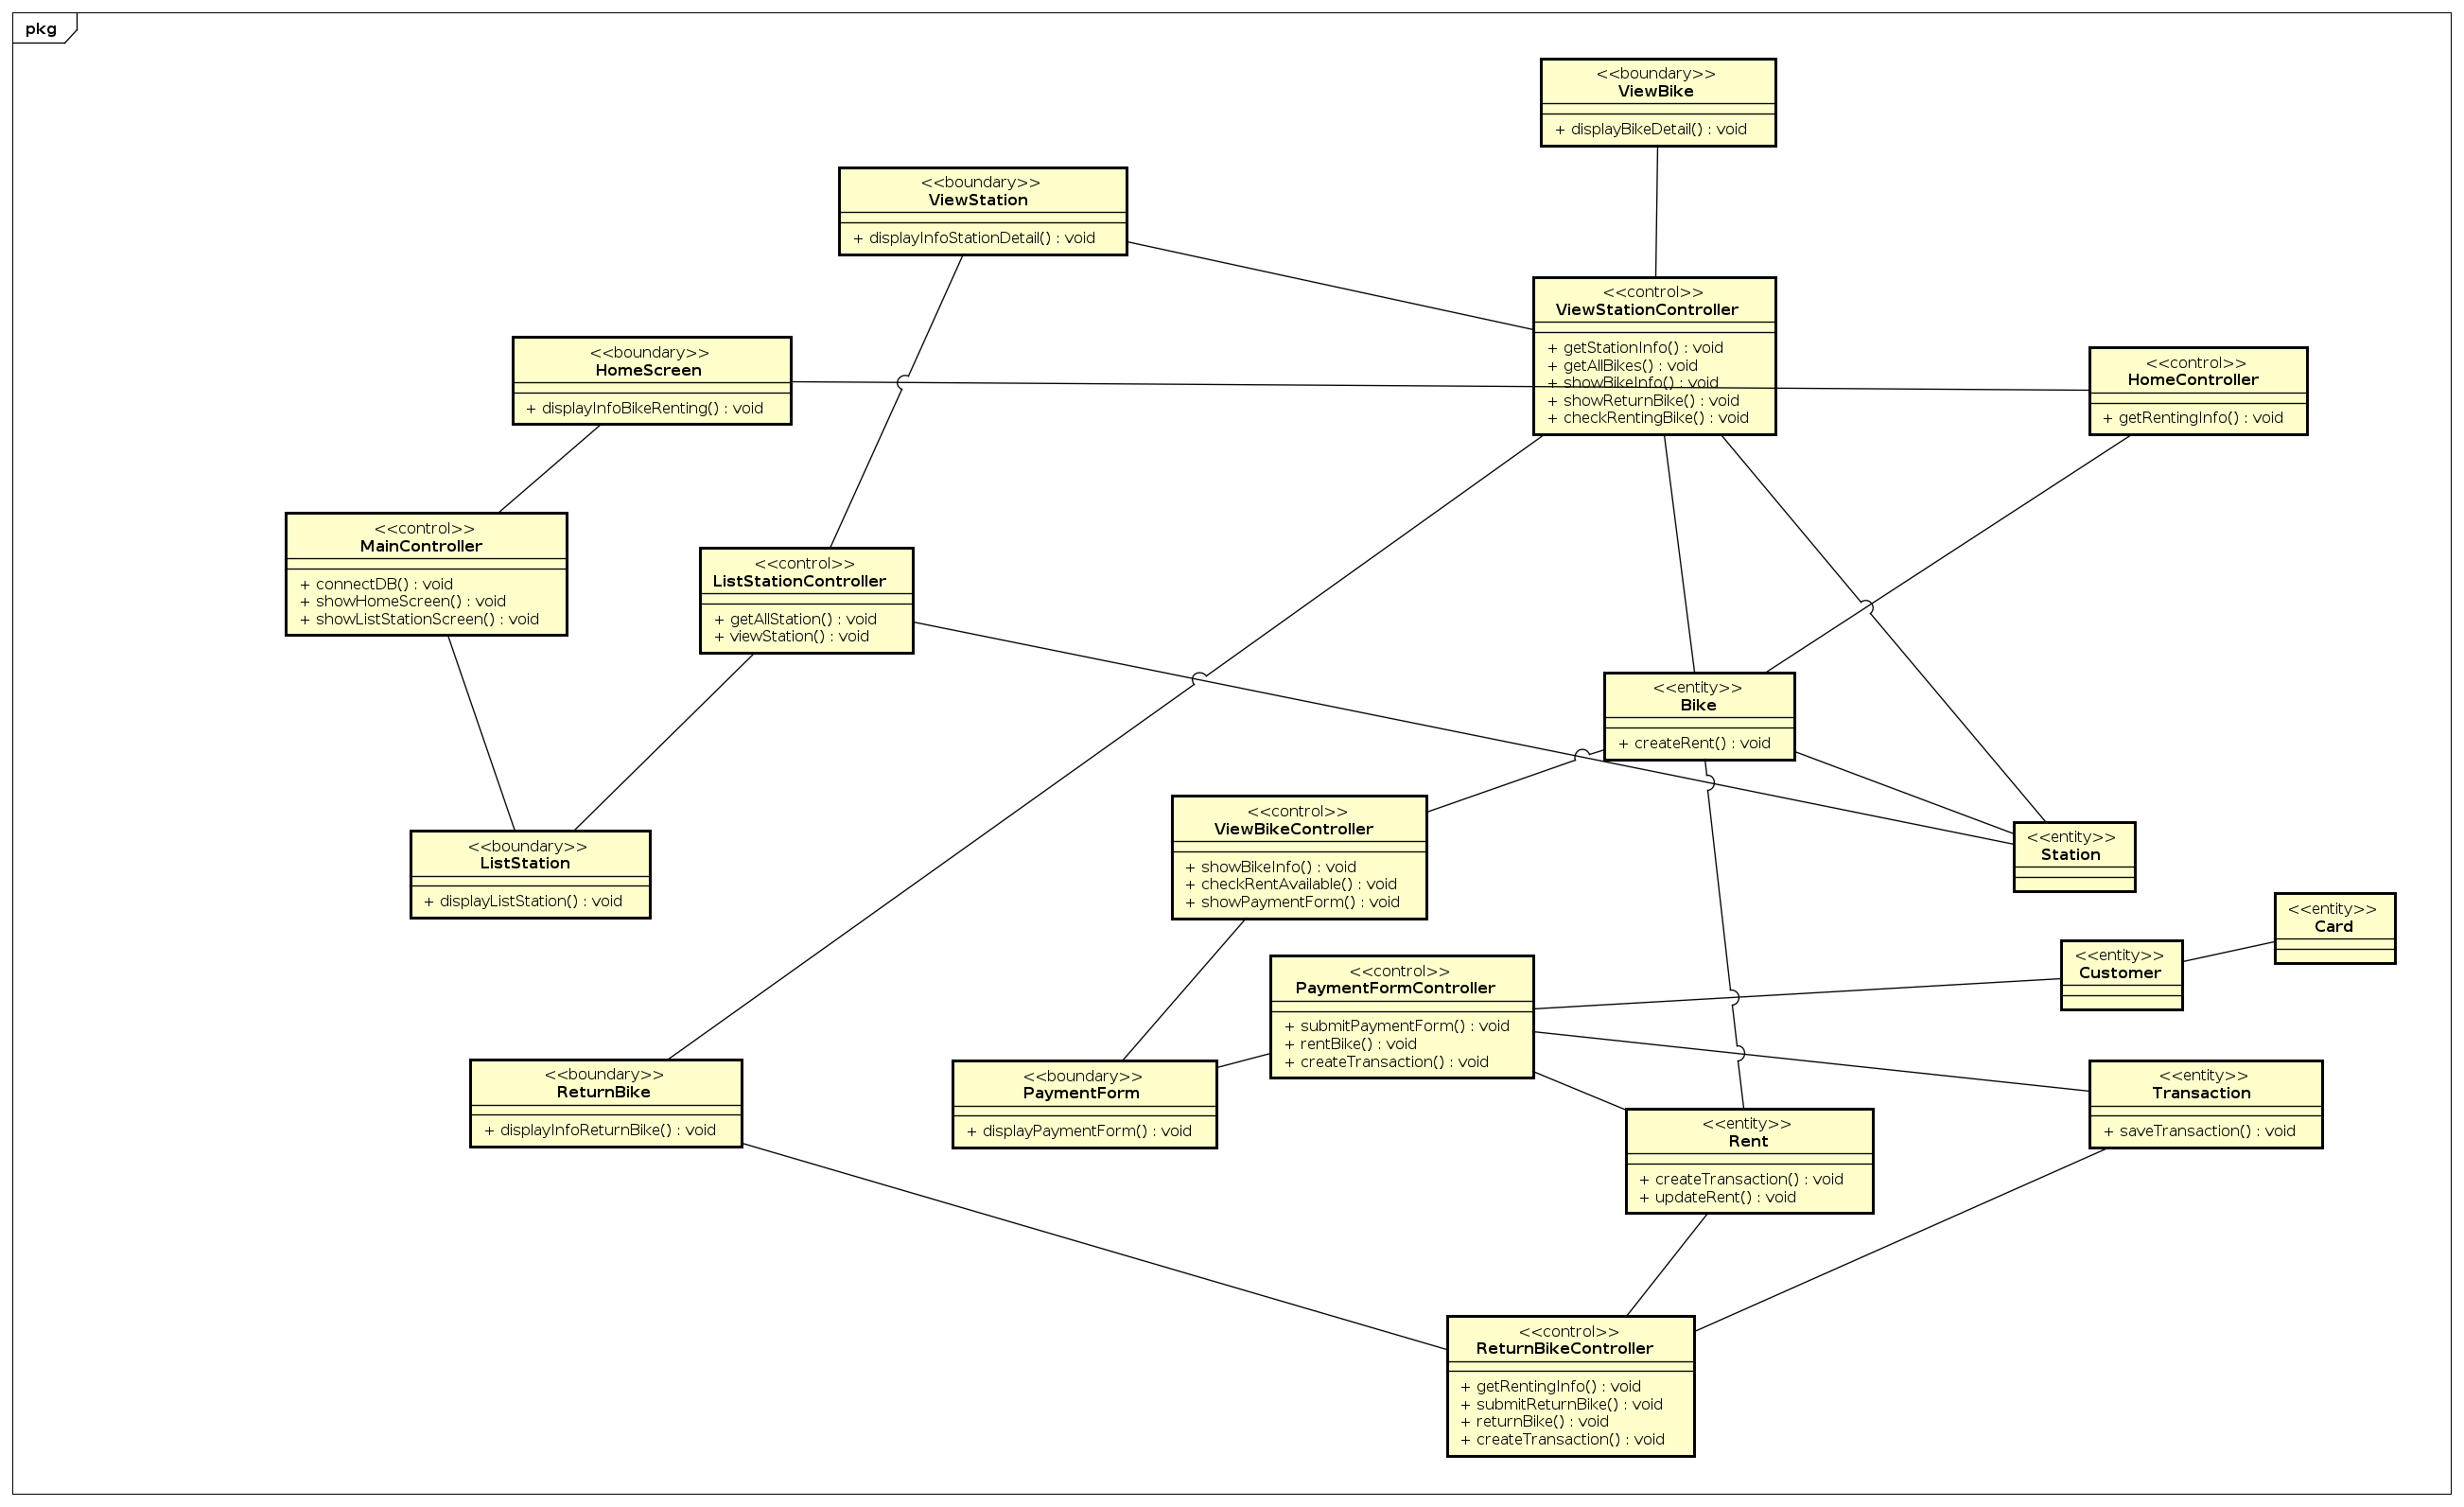 pkg
<<boundary>>
ViewBike
+ displayBikeDetail() : void
<<boundary>>
ViewStation
+ displayInfoStationDetail() : void
<<control>>
ViewStationController
+ getStationInfo() : void
+ getAllBikes() : void
+ showBikeInfo() : void
+ showReturnBike() : void
+ checkRentingBike() : void
<<boundary>>
HomeScreen
+ displayInfoBikeRenting() : void
<<control>>
HomeController
+ getRentingInfo() : void
<<control>>
MainController
+ connectDB() : void
+ showHomeScreen() : void
+ showListStationScreen() : void
<<control>>
ListStationController
+ getAllStation() : void
+ viewStation() : void
<<entity>>
Bike
+ createRent() : void
<<control>>
ViewBikeController
+ showBikeInfo() : void
+ checkRentAvailable() : void
+ showPaymentForm() : void
<<entity>>
Station
<<boundary>>
ListStation
+ displayListStation() : void
<<entity>>
Card
<<entity>>
Customer
<<control>>
PaymentFormController
+ submitPaymentForm() : void
+ rentBike() : void
+ createTransaction() : void
<<boundary>>
ReturnBike
+ displayInfoReturnBike() : void
<<boundary>>
PaymentForm
+ displayPaymentForm() : void
<<entity>>
Transaction
+ saveTransaction() : void
<<entity>>
Rent
+ createTransaction() : void
+ updateRent() : void
<<control>>
ReturnBikeController
+ getRentingInfo() : void
+ submitReturnBike() : void
+ returnBike() : void
+ createTransaction() : void